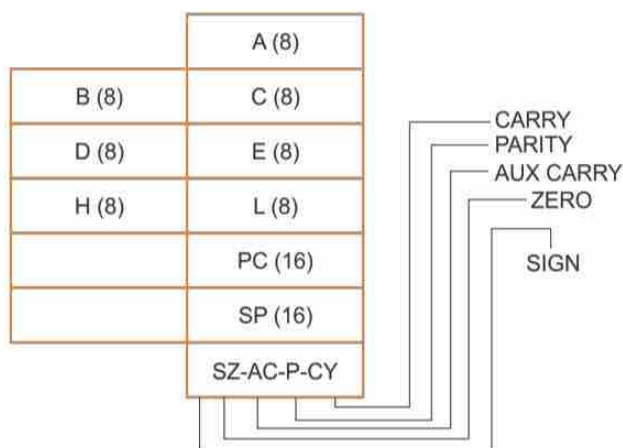 A (8)
B (8) C (8)
D (8) E (8)
H (8) L (8)
PC (16)
SP (16)
SZ-AC-P-CY
CARRY
PARITY
AUX CARRY
ZERO
SIGN